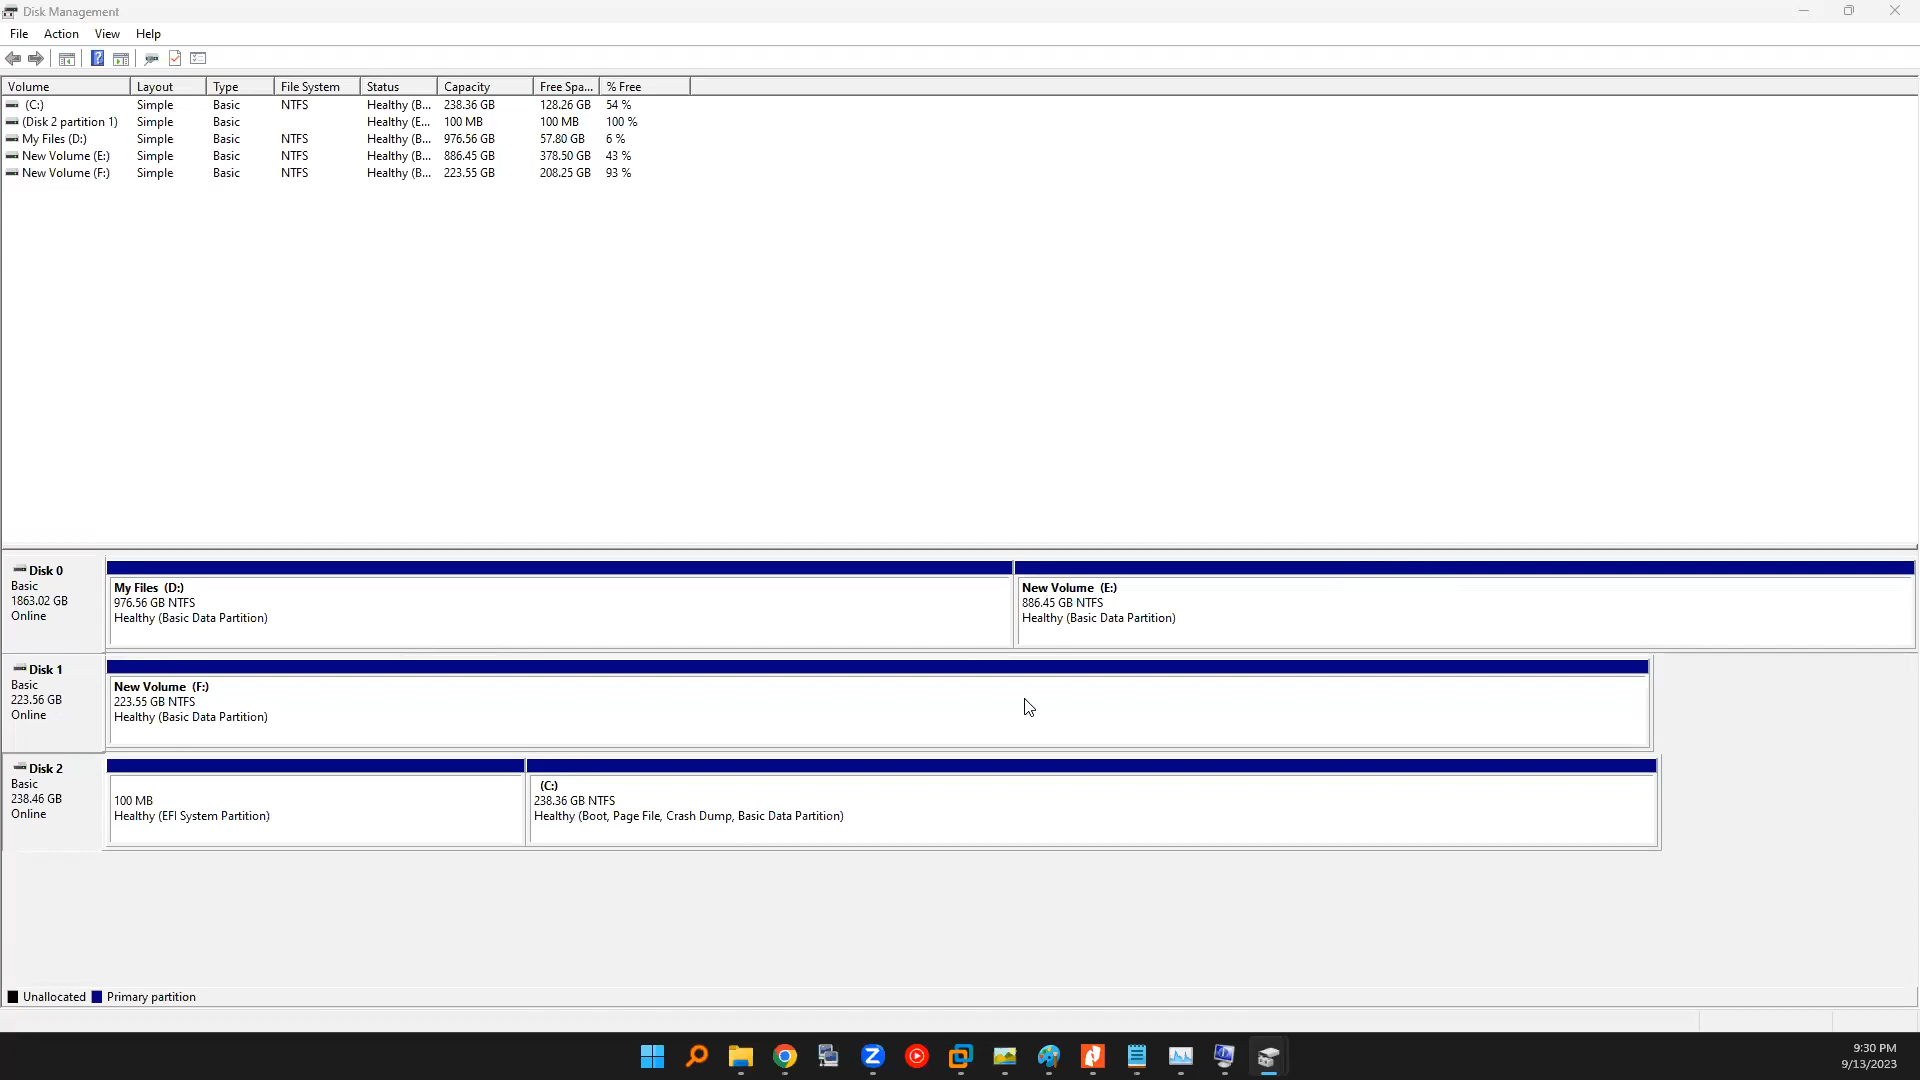 Disk Management
File Action View Help
Volume Layout Type File System Status Capacity Free Spa... % Free
(C:) Simple Basic NTFS Healthy (B... 238.36 GB 128.26 GB 54 %
(Disk 2 partition 1) Simple Basic Healthy (E... 100 MB 100 MB 100 %
My Files (D:) Simple Basic NTFS Healthy (B... 976.56 GB 57.80 GB 6 %
New Volume (E:) Simple Basic NTFS Healthy (B... 886.45 GB 378.50 GB 43 %
New Volume (F:) Simple Basic NTFS Healthy (B... 223.55 GB 208.25 GB 93 %
Disk 0
Basic
1863.02 GB
Online
My Files (D:)
976.56 GB NTFS
Healthy (Basic Data Partition)
New Volume (E:)
886.45 GB NTFS
Healthy (Basic Data Partition)
Disk 1
Basic
223.56 GB
Online
New Volume (F:)
223.55 GB NTFS
Healthy (Basic Data Partition)
Disk 2
Basic
238.46 GB
Online
100 MB
Healthy (EFI System Partition)
(C:)
238.36 GB NTFS
Healthy (Boot, Page File, Crash Dump, Basic Data Partition)
Unallocated Primary partition
9:30 PM
9/13/2023